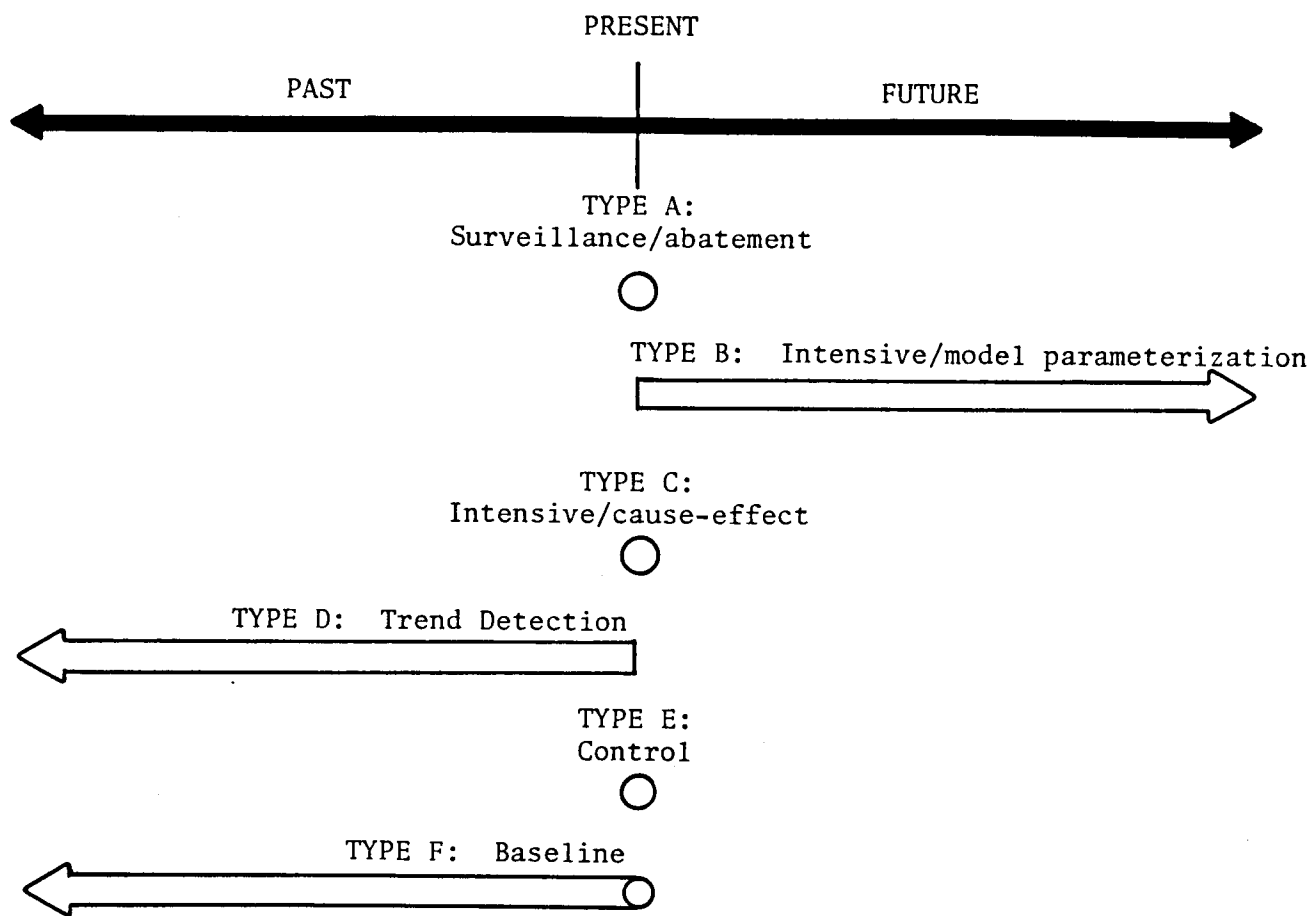 PRESENT
PAST
FUTURE
TYPE A:
Surveillance/abatement
TYPE B: Intensive/model parameterization
TYPE C:
Intensive/cause-effect
TYPE D: Trend Detection
TYPE E:
Control
TYPE F: Baseline